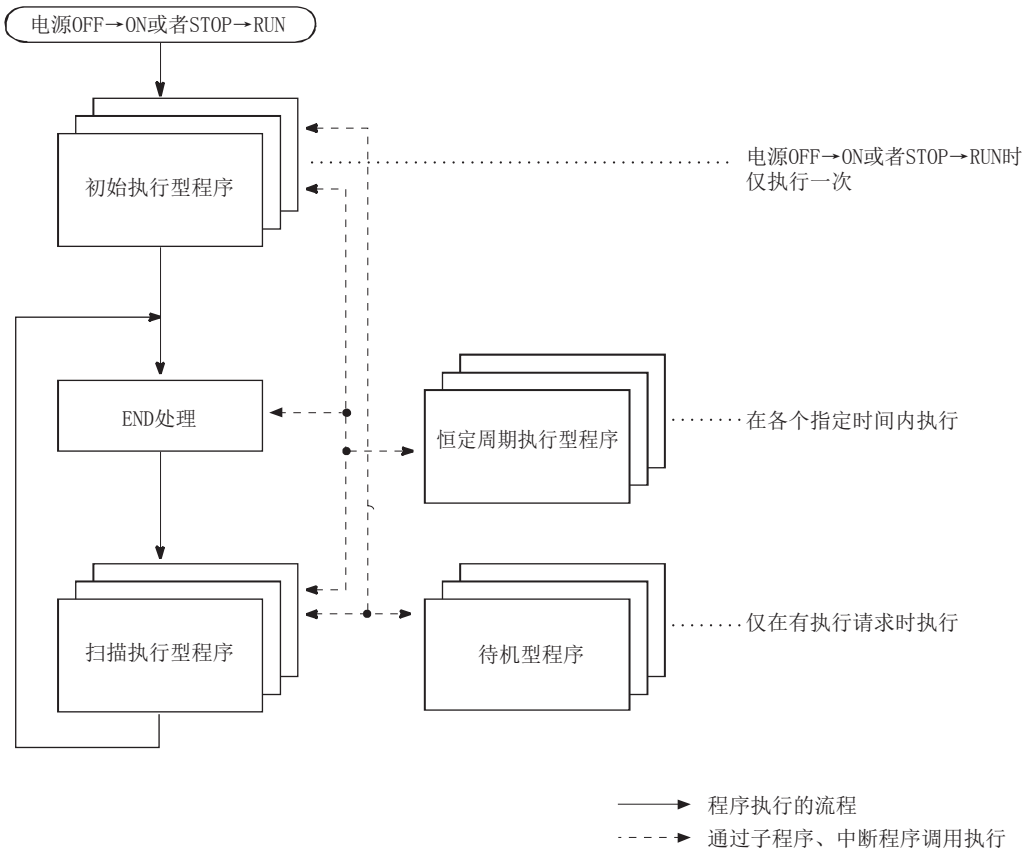 电源OFF→ON或者STOP→RUN
初始执行型程序
电源OFF→ON或者STOP→RUN时
仅执行一次
END处理
恒定周期执行型程序
在各个指定时间内执行
扫描执行型程序
待机型程序
仅在有执行请求时执行
程序执行的流程
通过子程序、中断程序调用执行